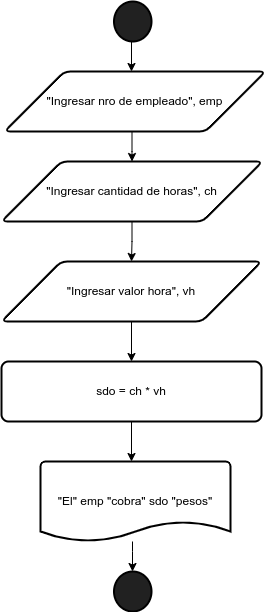 "Ingresar nro de empleado", emp
"Ingresar cantidad de horas", ch
"Ingresar valor hora", vh
sdo = ch * vh
"El" emp "cobra" sdo "pesos"